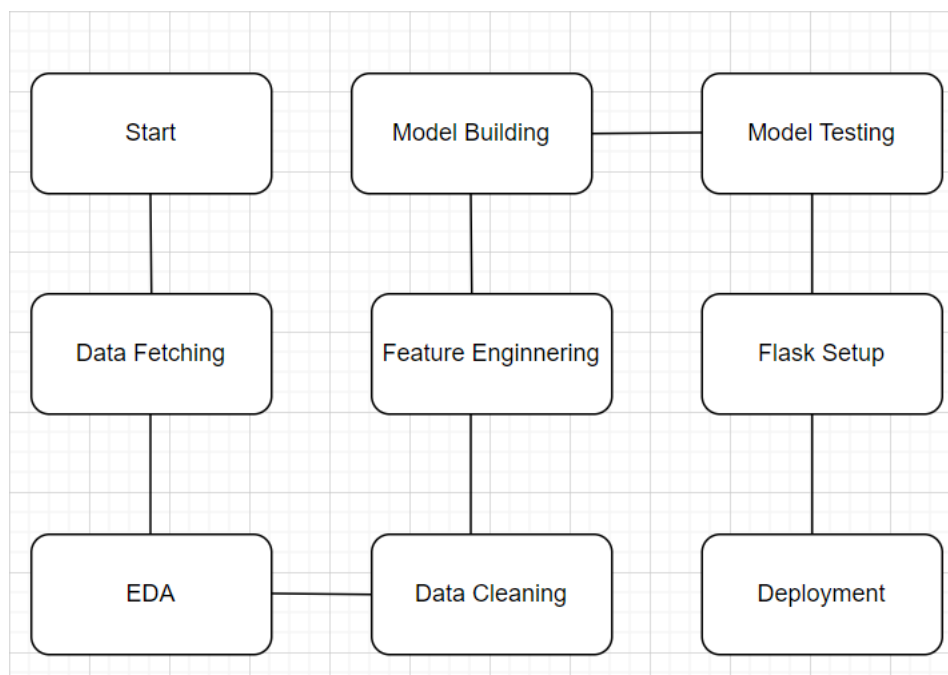 Start
Model Building
Model Testing
Data Fetching
Feature Enginnering
Flask Setup
EDA
Data Cleaning
Deployment